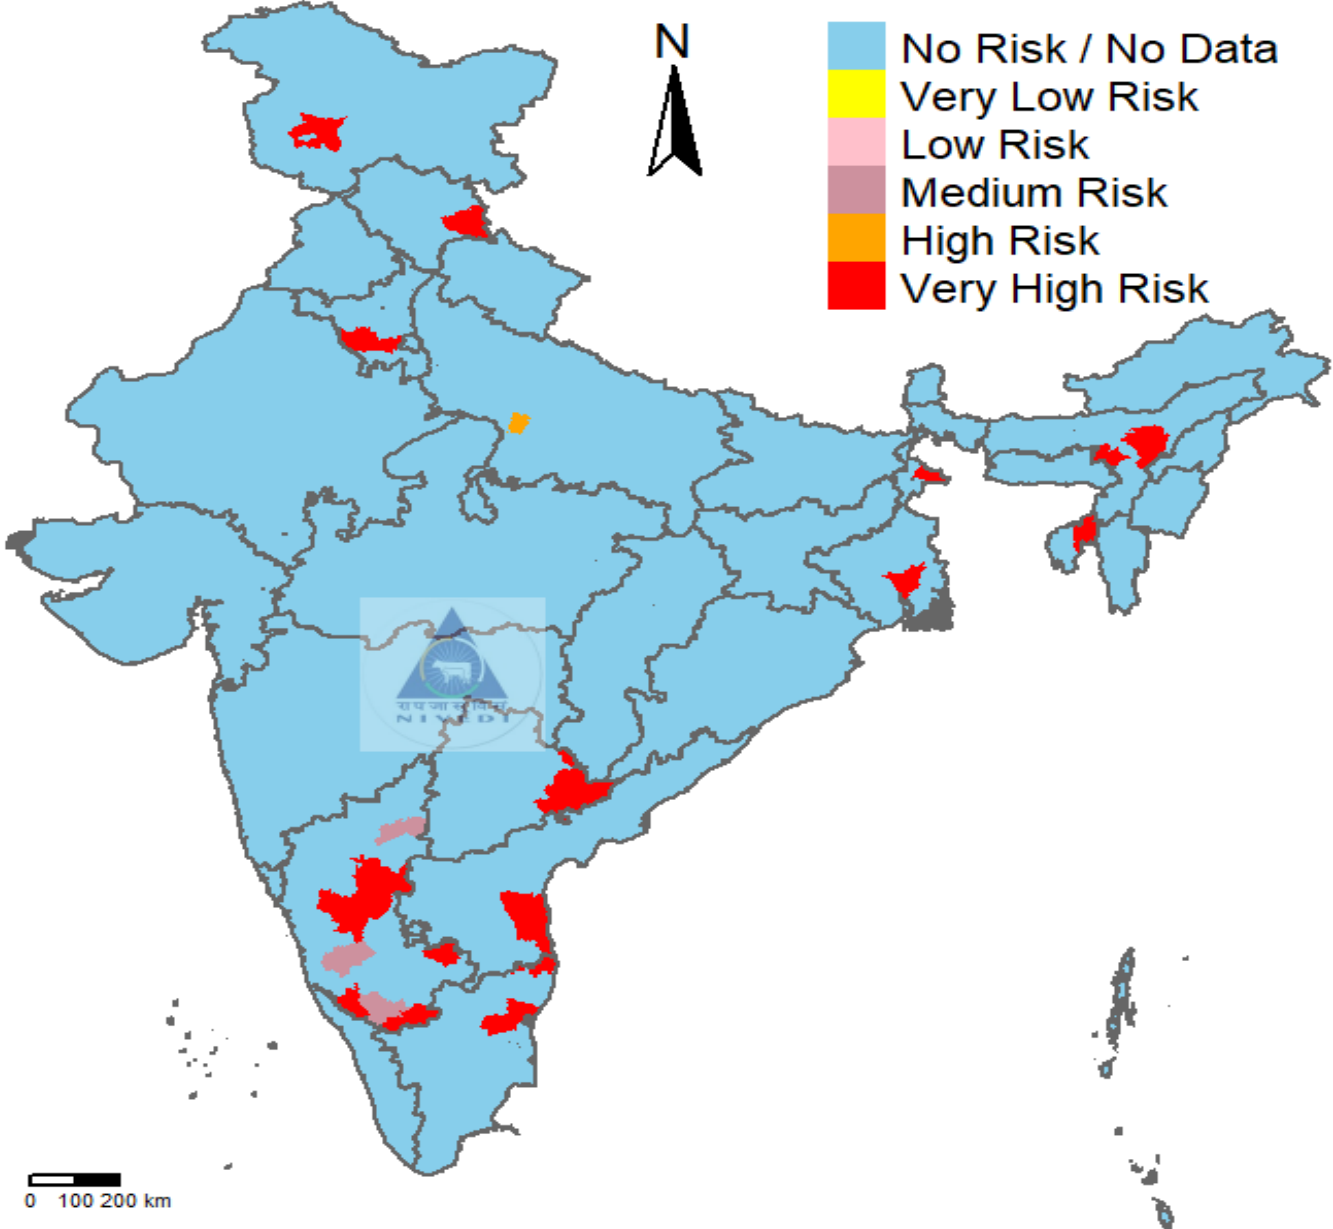 N
No Risk / No Data
Very Low Risk
Low Risk
Medium Risk
High Risk
Very High Risk
NIVEDI
0 100 200 km